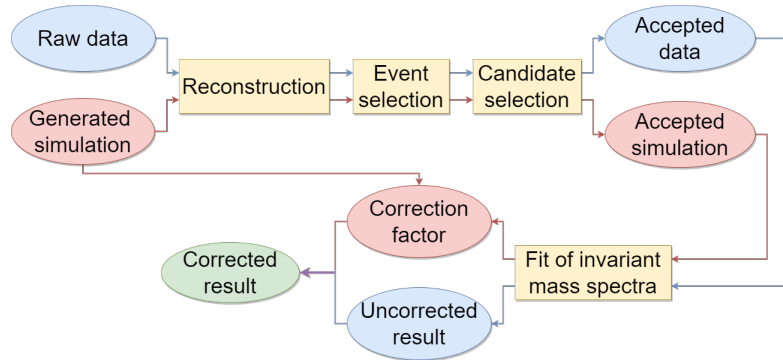 Raw data
Accepted
data
Reconstruction
Event
selection
Candidate
selection
Generated
simulation
Accepted
simulation
Correction
factor
Corrected
result
Fit of invariant
mass spectra
Uncorrected
result